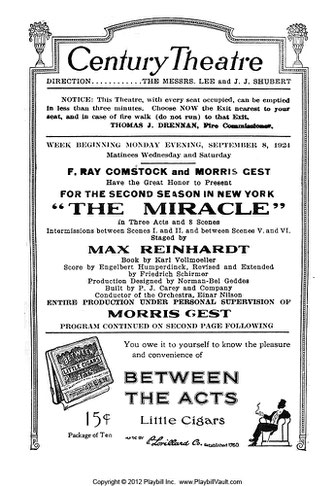 Century Theatre
DIRECTION............THE MESSRS. LEE and J. J. SHUBERT
NOTICE: This Theatre, with every seat occupied, can be emptied
in less than three minutes. Choose NOW the Exit nearest to your
seat, and in case of fire walk (do not run) to that Exit.
THOMAS J. DRENNAN, Fire Commissioner.
WEEK BEGINNING MONDAY EVENING, SEPTEMBER 8, 1924
Matinees Wednesday and Saturday
F. RAY COMSTOCK and MORRIS GEST
Have the Great Honor to Present
FOR THE SECOND SEASON IN NEW YORK
"THE MIRACLE"
in Three Acts and 8 Scenes
Intermissions between Scenes I. and II. and between Scenes V. and VI.
Staged by
MAX REINHARDT
Book by Karl Vollmoeller
Score by Engelbert Humperdinck, Revised and Extended
by Friedrich Schirmer
Production Designed by Norman-Bel Geddes
Built by P. J. Carey and Company
Conductor of the Orchestra, Einar Nilson
ENTIRE PRODUCTION UNDER PERSONAL SUPERVISION OF
MORRIS GEST
PROGRAM CONTINUED ON SECOND PAGE FOLLOWING
You owe it to yourself to know the pleasure
and convenience of
BETWEEN
THE ACTS
LITTLE CIGARS
15¢
Little Cigars
Package of Ten
P. Lorillard Co. ESTABLISHED 1760
Copyright © 2012 Playbill Inc. www.PlaybillVault.com